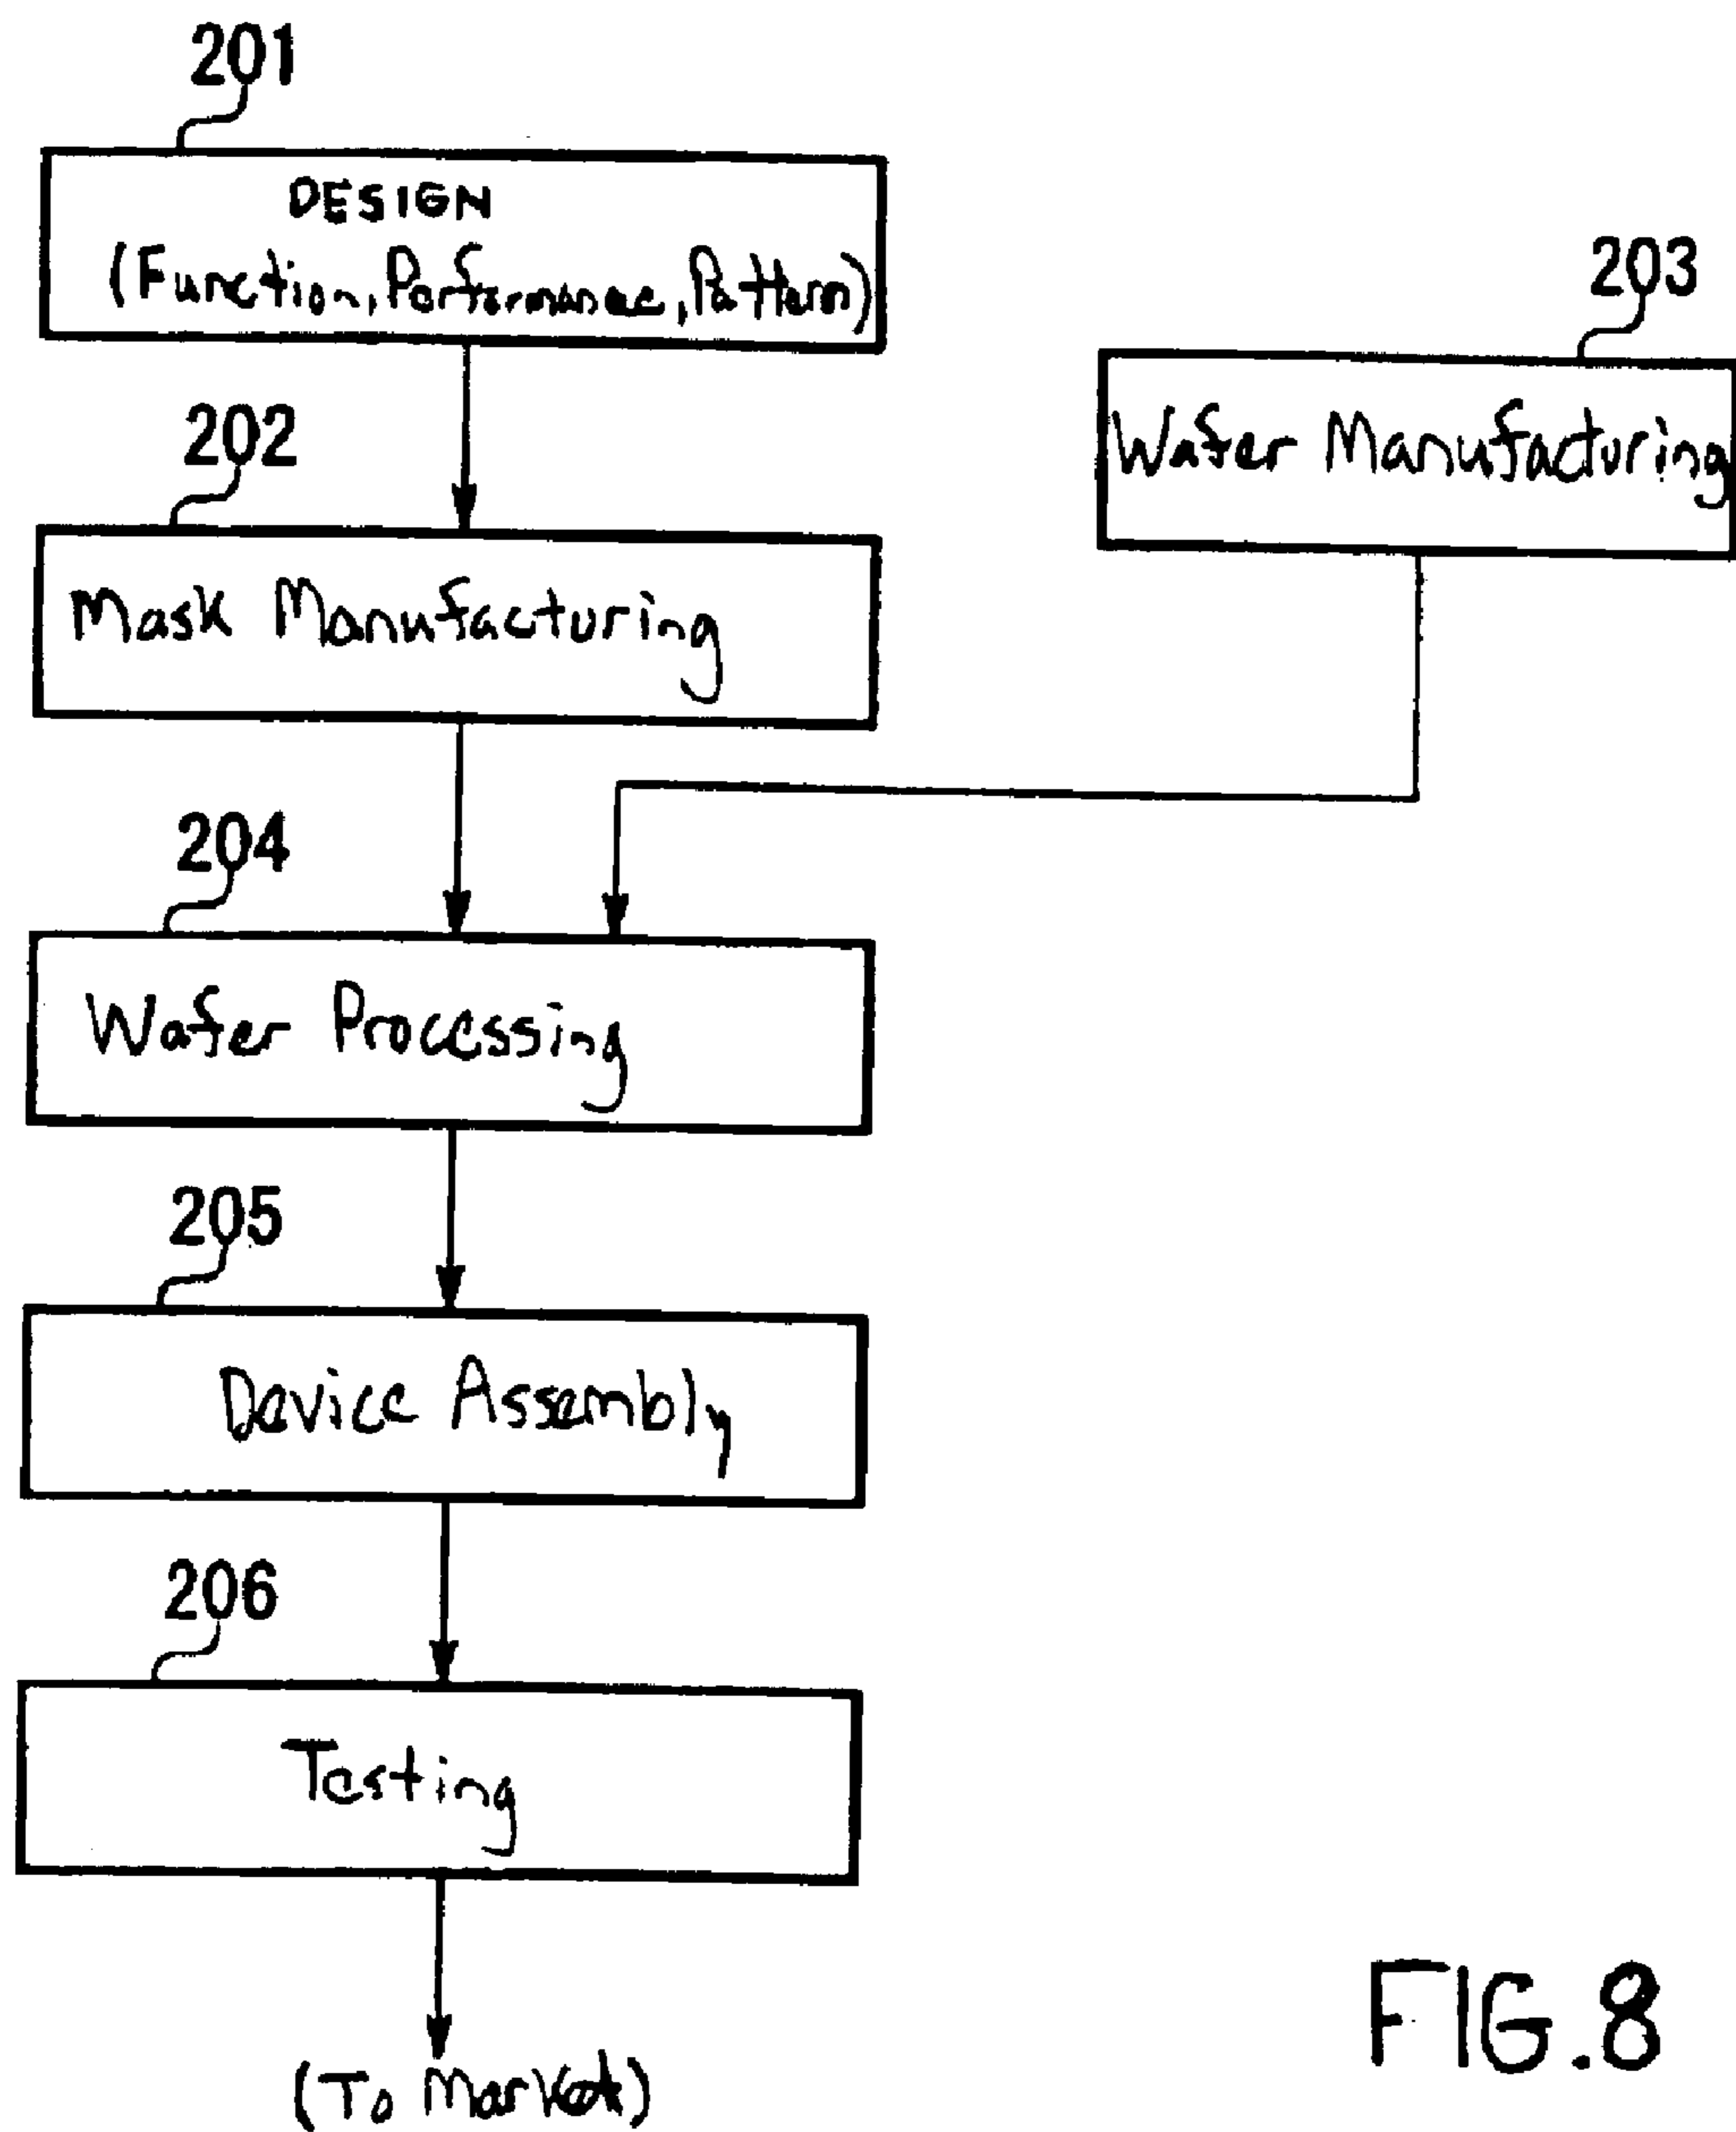 201
DESIGN
(Function, Performance, Pattern)
203
Wafer Manufacturing
202
Mask Manufacturing
204
Wafer Processing
205
Device Assembly
206
Testing
(To Market)
FIG.8